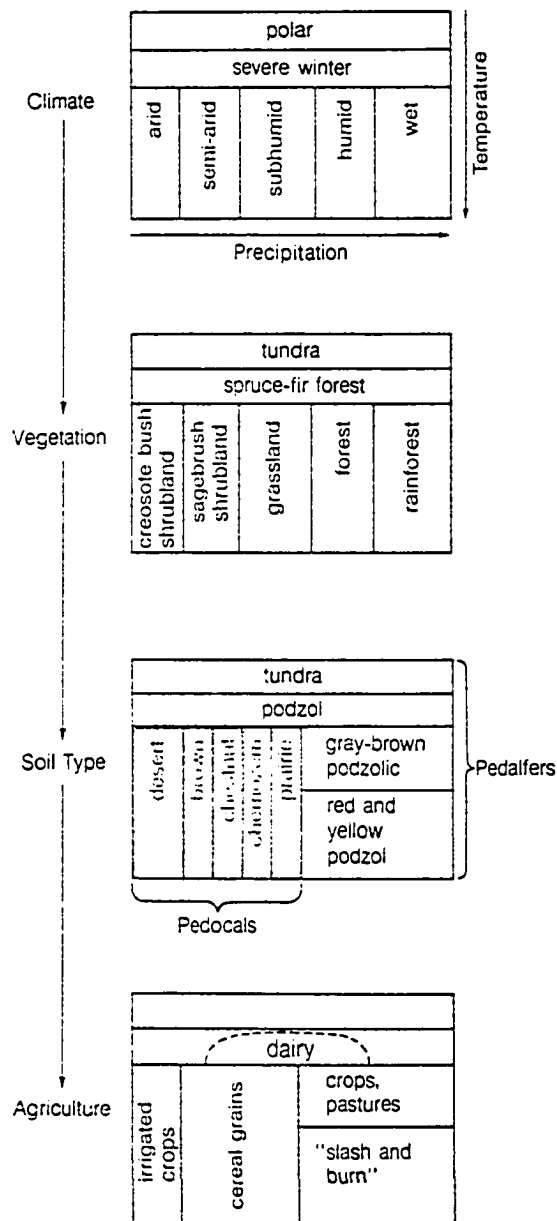 polar
severe winter
Climate
arid
semi-arid
subhumid
humid
wet
Temperature
Precipitation
tundra
spruce-fir forest
Vegetation
creosote bush
shrubland
sagebrush
shrubland
grassland
forest
rainforest
tundra
podzol
Soil Type
desert
brown
chestnut
chernozem
prairie
gray-brown
podzolic
red and
yellow
podzol
Pedalfers
Pedocals
dairy
Agriculture
irrigated
crops
cereal grains
crops,
pastures
"slash and
burn"